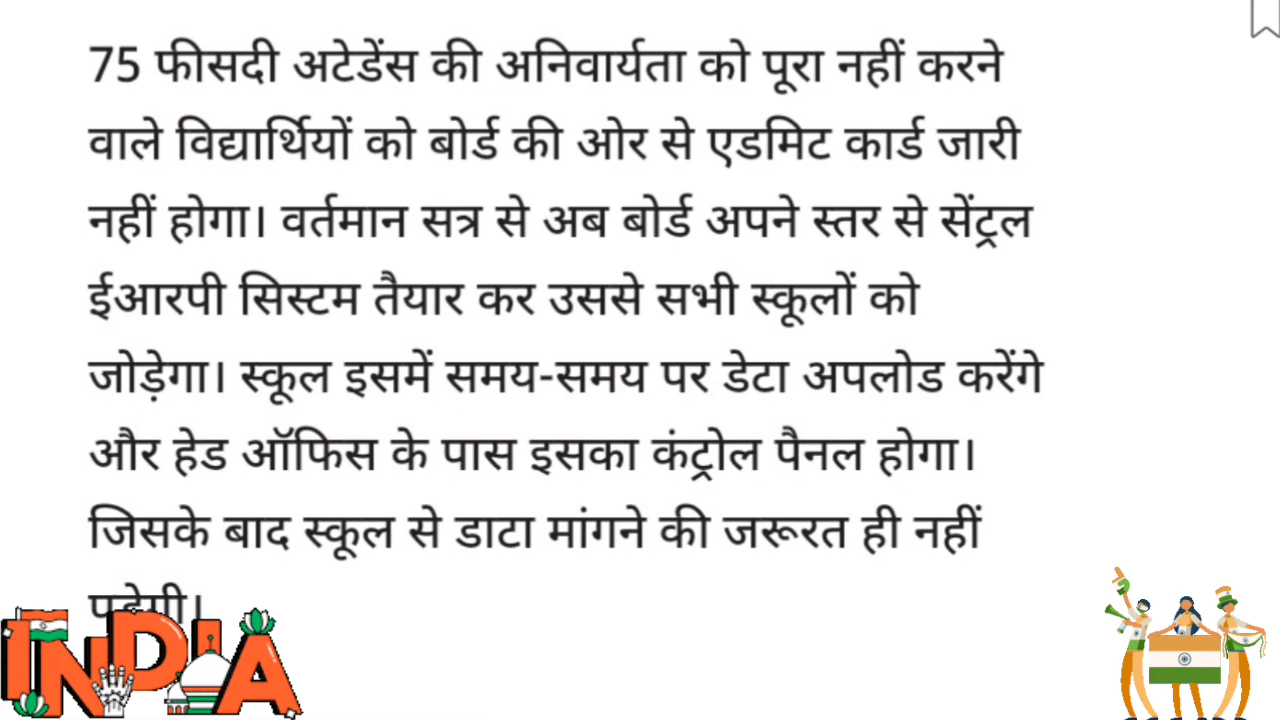 75 फीसदी अटेडेंस की अनिवार्यता को पूरा नहीं करने
वाले विद्यार्थियों को बोर्ड की ओर से एडमिट कार्ड जारी
नहीं होगा। वर्तमान सत्र से अब बोर्ड अपने स्तर से सेंट्रल
ईआरपी सिस्टम तैयार कर उससे सभी स्कूलों को
जोड़ेगा। स्कूल इसमें समय-समय पर डेटा अपलोड करेंगे
और हेड ऑफिस के पास इसका कंट्रोल पैनल होगा।
जिसके बाद स्कूल से डाटा मांगने की जरूरत ही नहीं
पड़ेगी।
INDIA